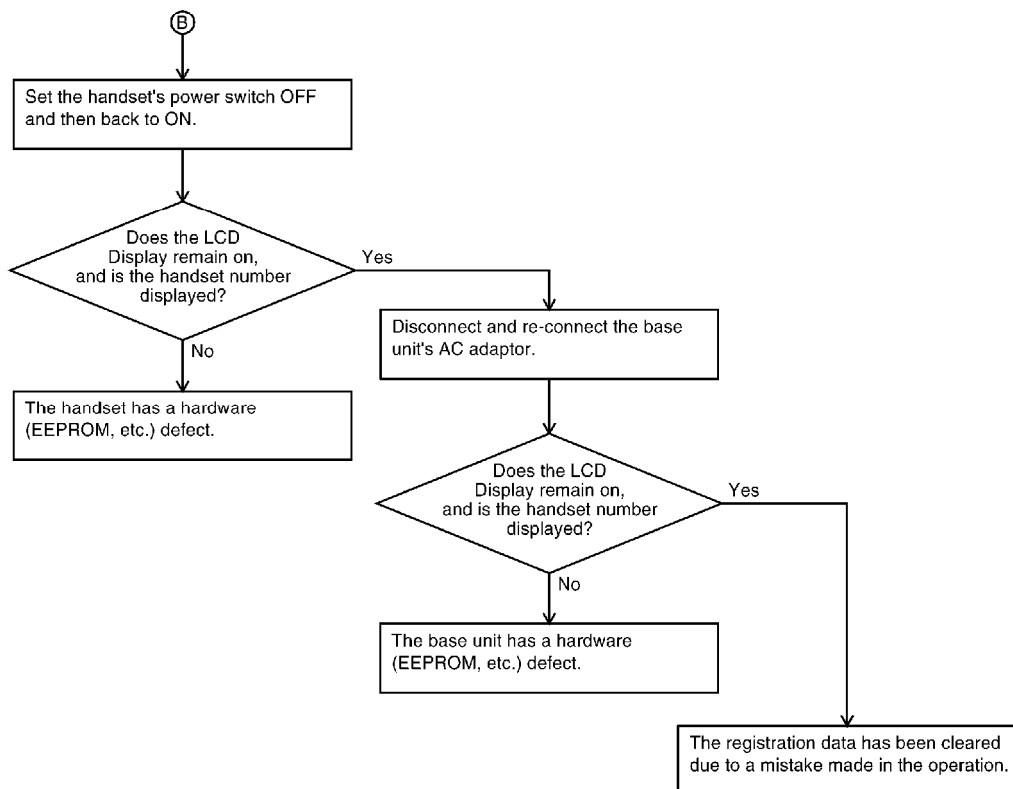 B
Set the handset's power switch OFF
and then back to ON.
Does the LCD
Display remain on,
and is the handset number
displayed?
Yes
No
The handset has a hardware
(EEPROM, etc.) defect.
Disconnect and re-connect the base
unit's AC adaptor.
Does the LCD
Display remain on,
and is the handset number
displayed?
Yes
No
The base unit has a hardware
(EEPROM, etc.) defect.
The registration data has been cleared
due to a mistake made in the operation.